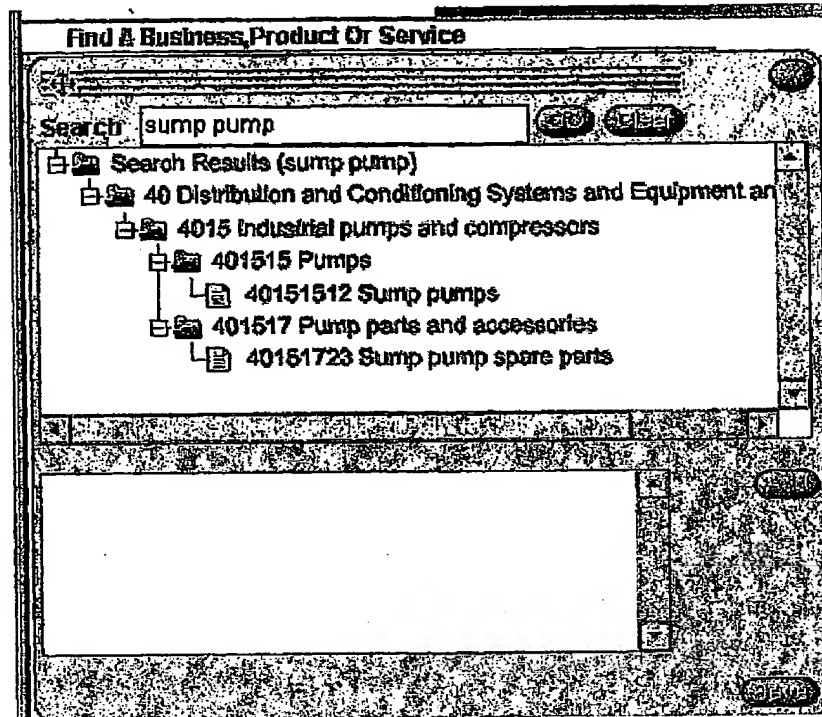 Find A Business,Product Or Service
Search sump pump
Search Results (sump pump)
40 Distribution and Conditioning Systems and Equipment an
4015 Industrial pumps and compressors
401515 Pumps
40151512 Sump pumps
401517 Pump parts and accessories
40151723 Sump pump spare parts